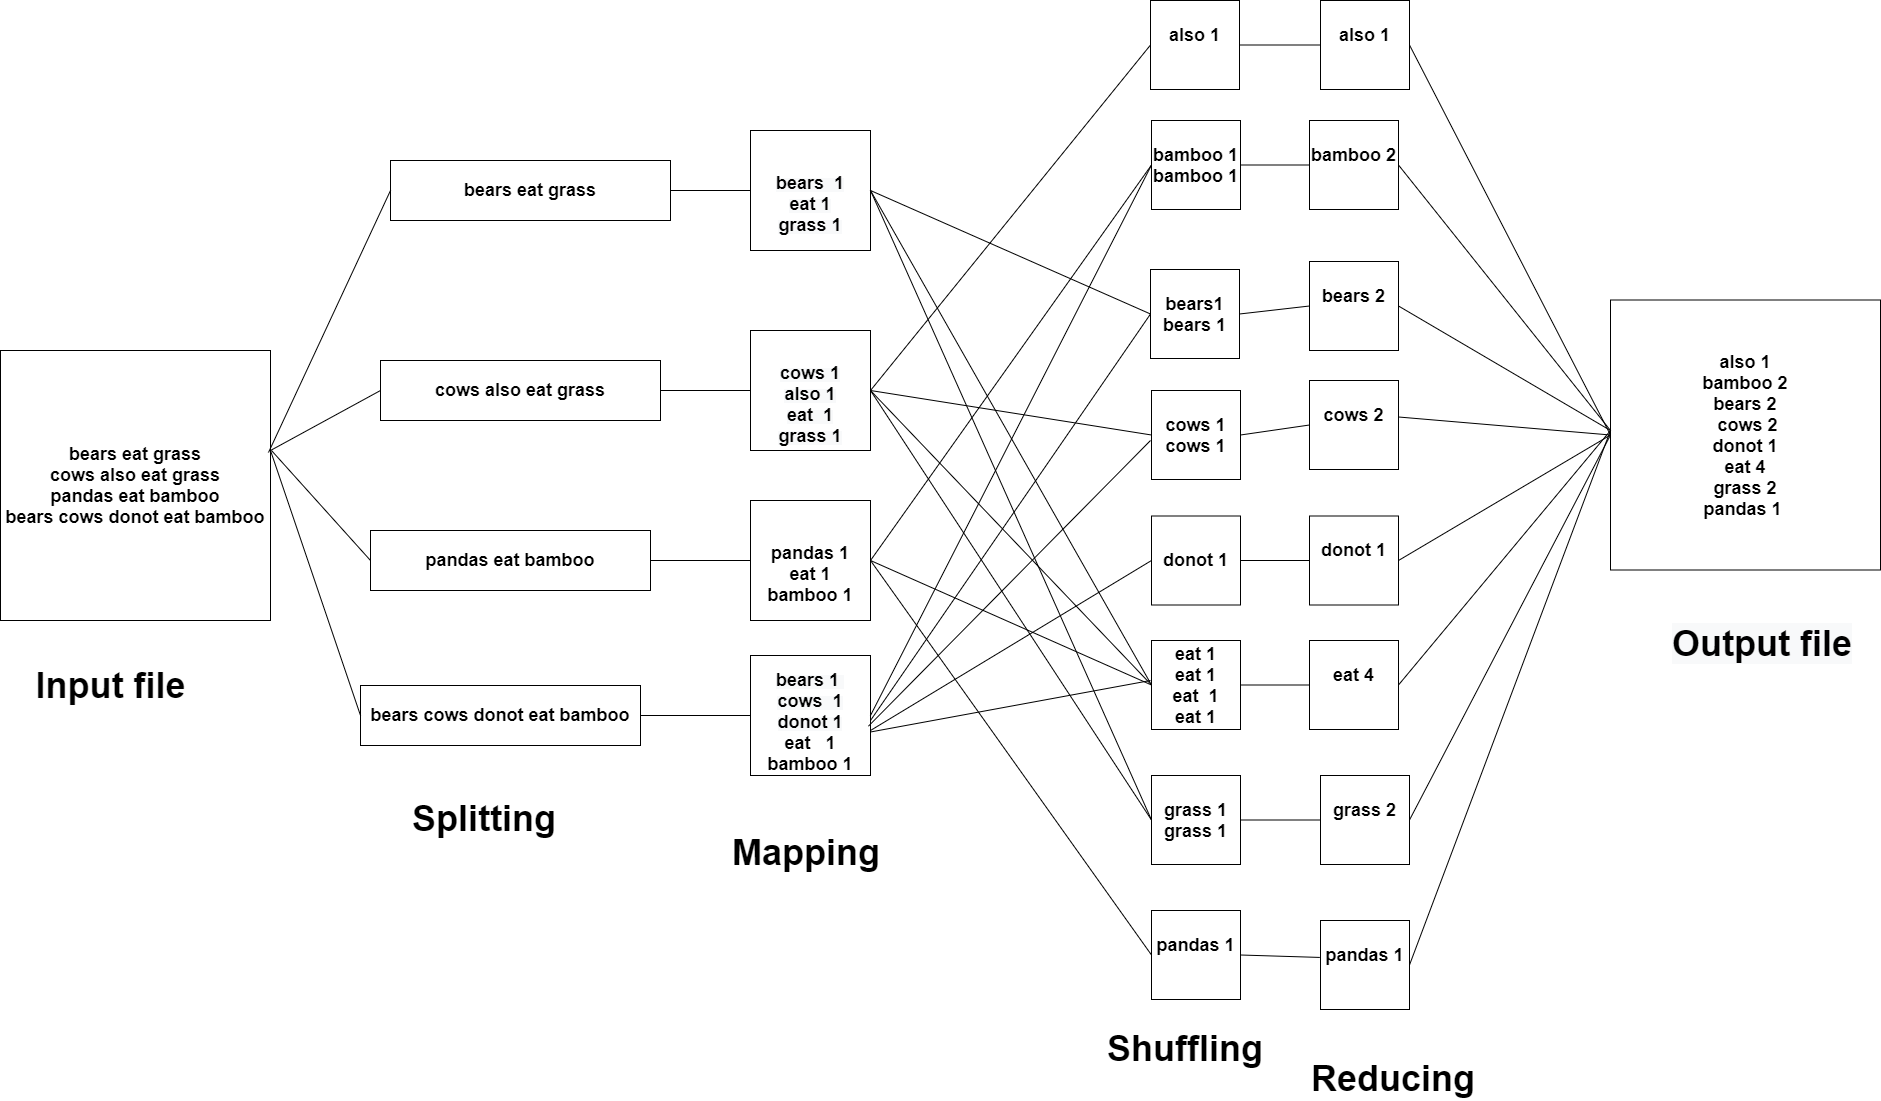 bears eat grass
cows also eat grass
pandas eat bamboo
bears cows donot eat bamboo
Input file
bears eat grass
cows also eat grass
pandas eat bamboo
bears cows donot eat bamboo
Splitting
bears 1
eat 1
grass 1
cows 1
also 1
eat 1
grass 1
pandas 1
eat 1
bamboo 1
bears 1
cows 1
donot 1
eat 1
bamboo 1
Mapping
also 1
bamboo 1
bamboo 1
bears1
bears 1
cows 1
cows 1
donot 1
eat 1
eat 1
eat 1
eat 1
grass 1
grass 1
pandas 1
Shuffling
also 1
bamboo 2
bears 2
cows 2
donot 1
eat 4
grass 2
pandas 1
Reducing
also 1
bamboo 2
bears 2
cows 2
donot 1
eat 4
grass 2
pandas 1
Output file